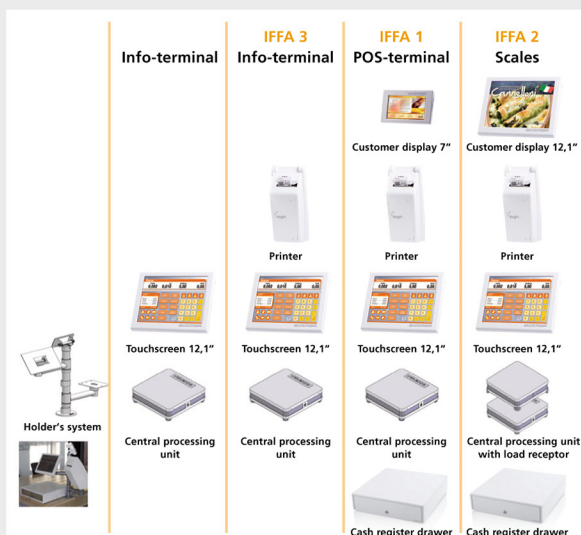 IFFA 3
IFFA 1
IFFA 2
Info-terminal
Info-terminal
POS-terminal
Scales
Customer display 7”
Customer display 12,1”
Printer
Printer
Printer
Touchscreen 12,1”
Touchscreen 12,1”
Touchscreen 12,1”
Touchscreen 12,1”
Holder’s system
Central processing
unit
Central processing
unit
Central processing
unit
Central processing unit
with load receptor
Cash register drawer
Cash register drawer
Cannelloni